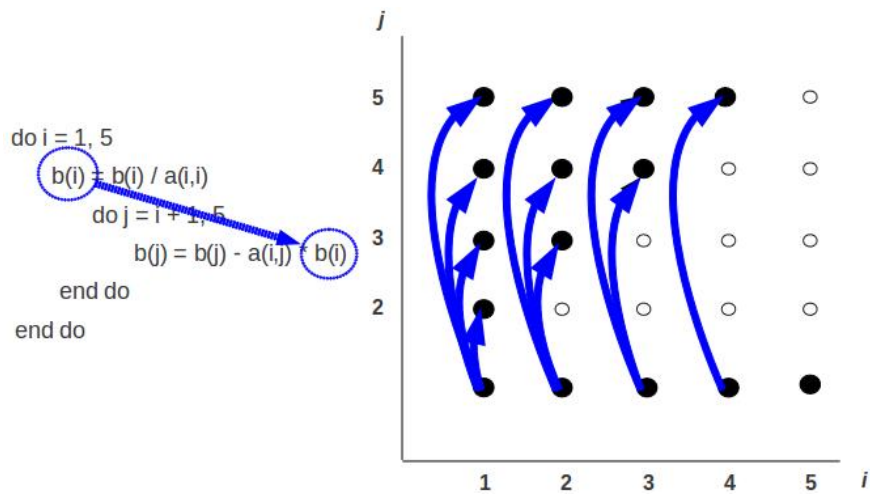 do i = 1, 5
b(i) = b(i) / a(i,i)
do j = i + 1, 5
b(j) = b(j) - a(i,j) * b(i)
end do
end do
j
5
4
3
2
1 2 3 4 5 i